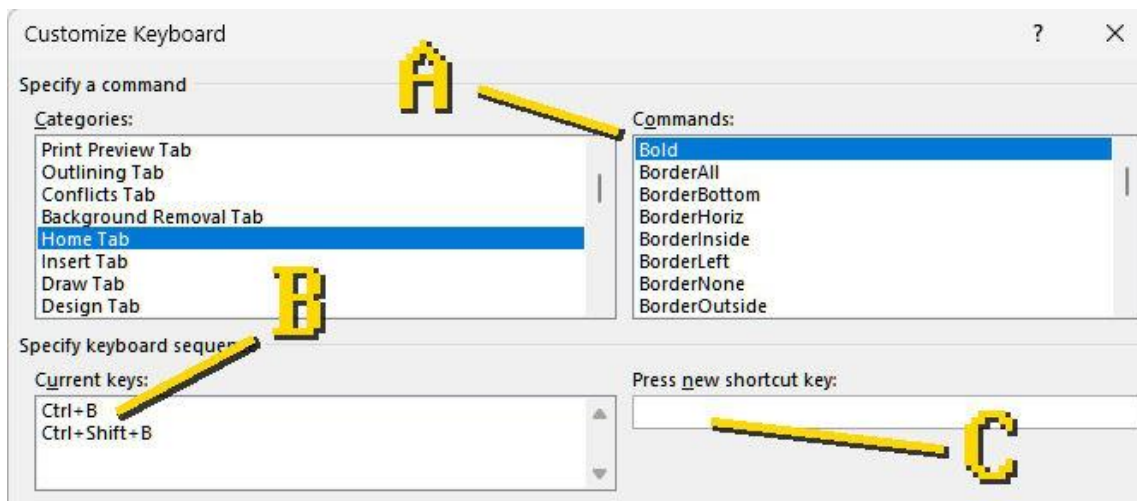 Customize Keyboard ? ×
A
Specify a command
Categories:
Print Preview Tab
Outlining Tab
Conflicts Tab
Background Removal Tab
Home Tab
Insert Tab
Draw Tab
Design Tab
Commands:
Bold
BorderAll
BorderBottom
BorderHoriz
BorderInside
BorderLeft
BorderNone
BorderOutside
B
Specify keyboard
Current keys:
Ctrl+B
Ctrl+Shift+B
Press new shortcut key:
C